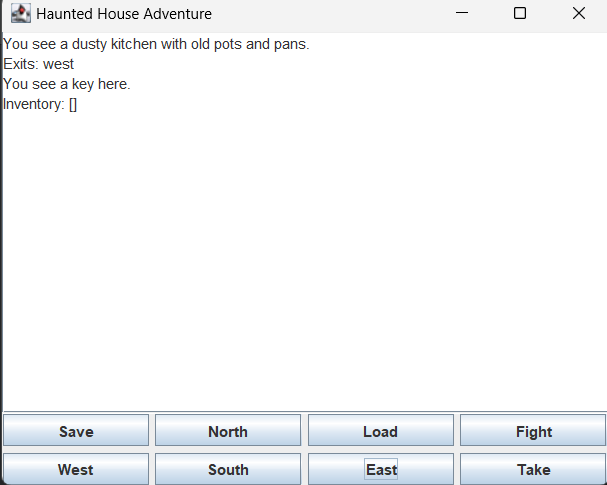 Haunted House Adventure
You see a dusty kitchen with old pots and pans.
Exits: west
You see a key here.
Inventory: []
Save North Load Fight
West South East Take